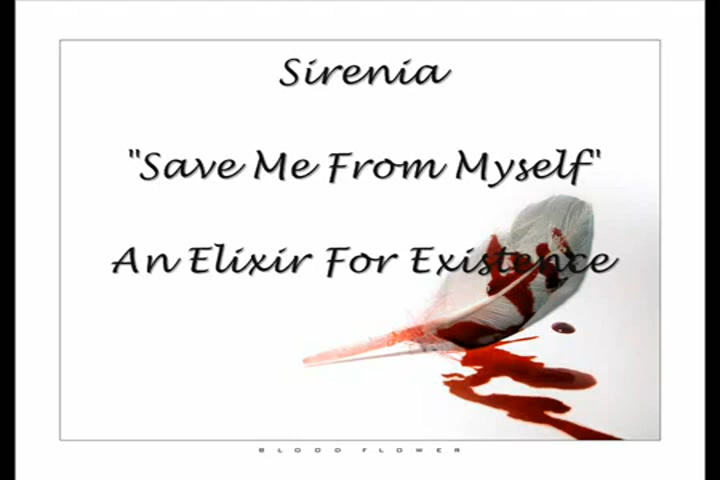 Sirenia
"Save Me From Myself"
An Elixir For Existence
BLOOD FLOWER